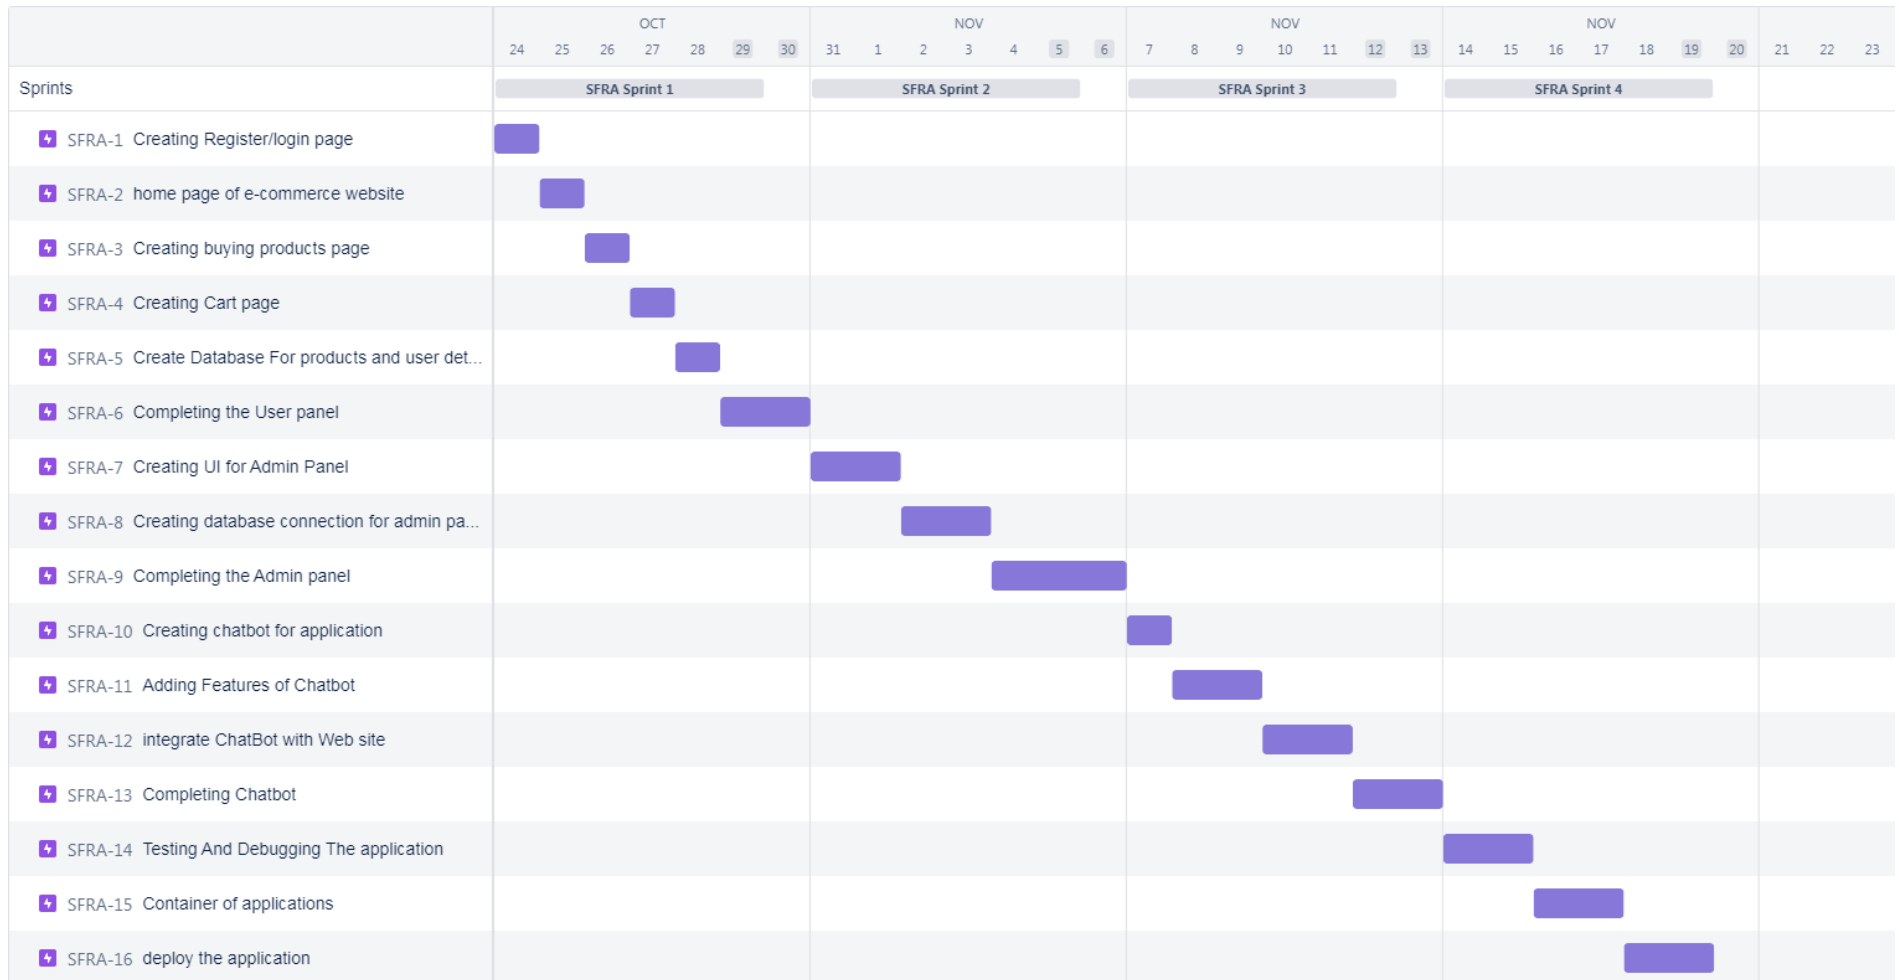 OCT NOV NOV NOV
24 25 26 27 28 29 30 31 1 2 3 4 5 6 7 8 9 10 11 12 13 14 15 16 17 18 19 20 21 22 23
Sprints SFRA Sprint 1 SFRA Sprint 2 SFRA Sprint 3 SFRA Sprint 4
SFRA-1 Creating Register/login page
SFRA-2 home page of e-commerce website
SFRA-3 Creating buying products page
SFRA-4 Creating Cart page
SFRA-5 Create Database For products and user det...
SFRA-6 Completing the User panel
SFRA-7 Creating UI for Admin Panel
SFRA-8 Creating database connection for admin pa...
SFRA-9 Completing the Admin panel
SFRA-10 Creating chatbot for application
SFRA-11 Adding Features of Chatbot
SFRA-12 integrate ChatBot with Web site
SFRA-13 Completing Chatbot
SFRA-14 Testing And Debugging The application
SFRA-15 Container of applications
SFRA-16 deploy the application